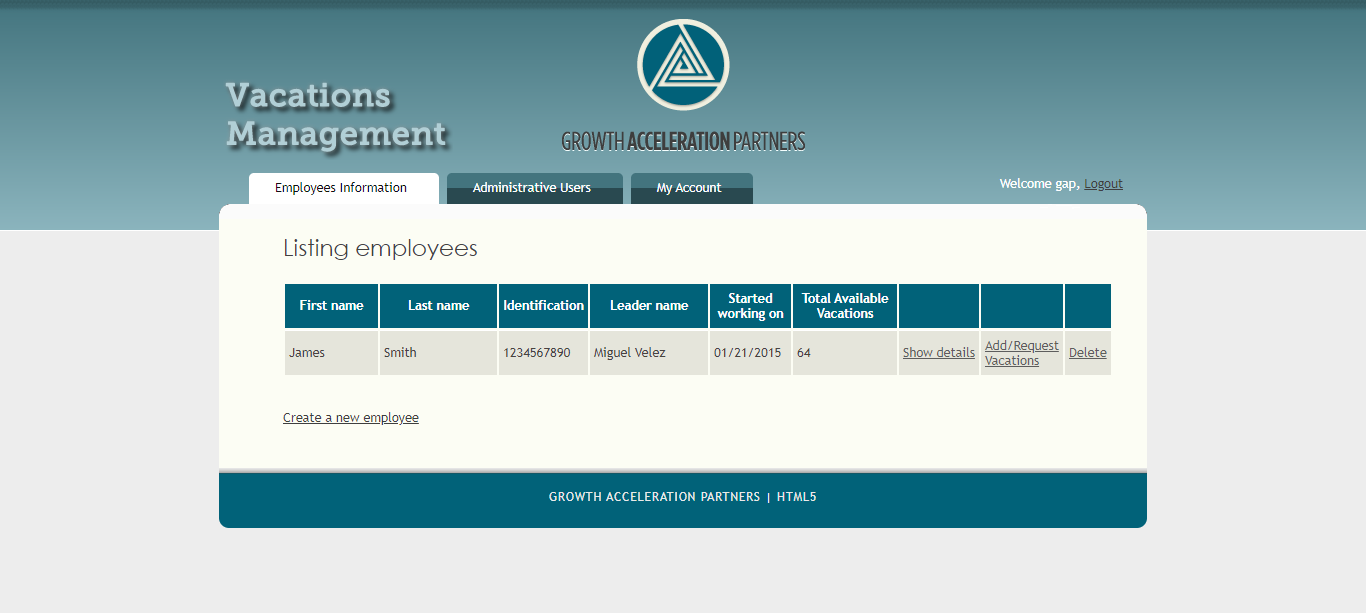 Vacations
Management
GROWTH ACCELERATION PARTNERS
Employees Information
Administrative Users
My Account
Welcome gap, Logout
Listing employees
First name
Last name
Identification
Leader name
Started
working on
Total Available
Vacations
James
Smith
1234567890
Miguel Velez
01/21/2015
64
Show details
Add/Request
Vacations
Delete
Create a new employee
GROWTH ACCELERATION PARTNERS | HTML5